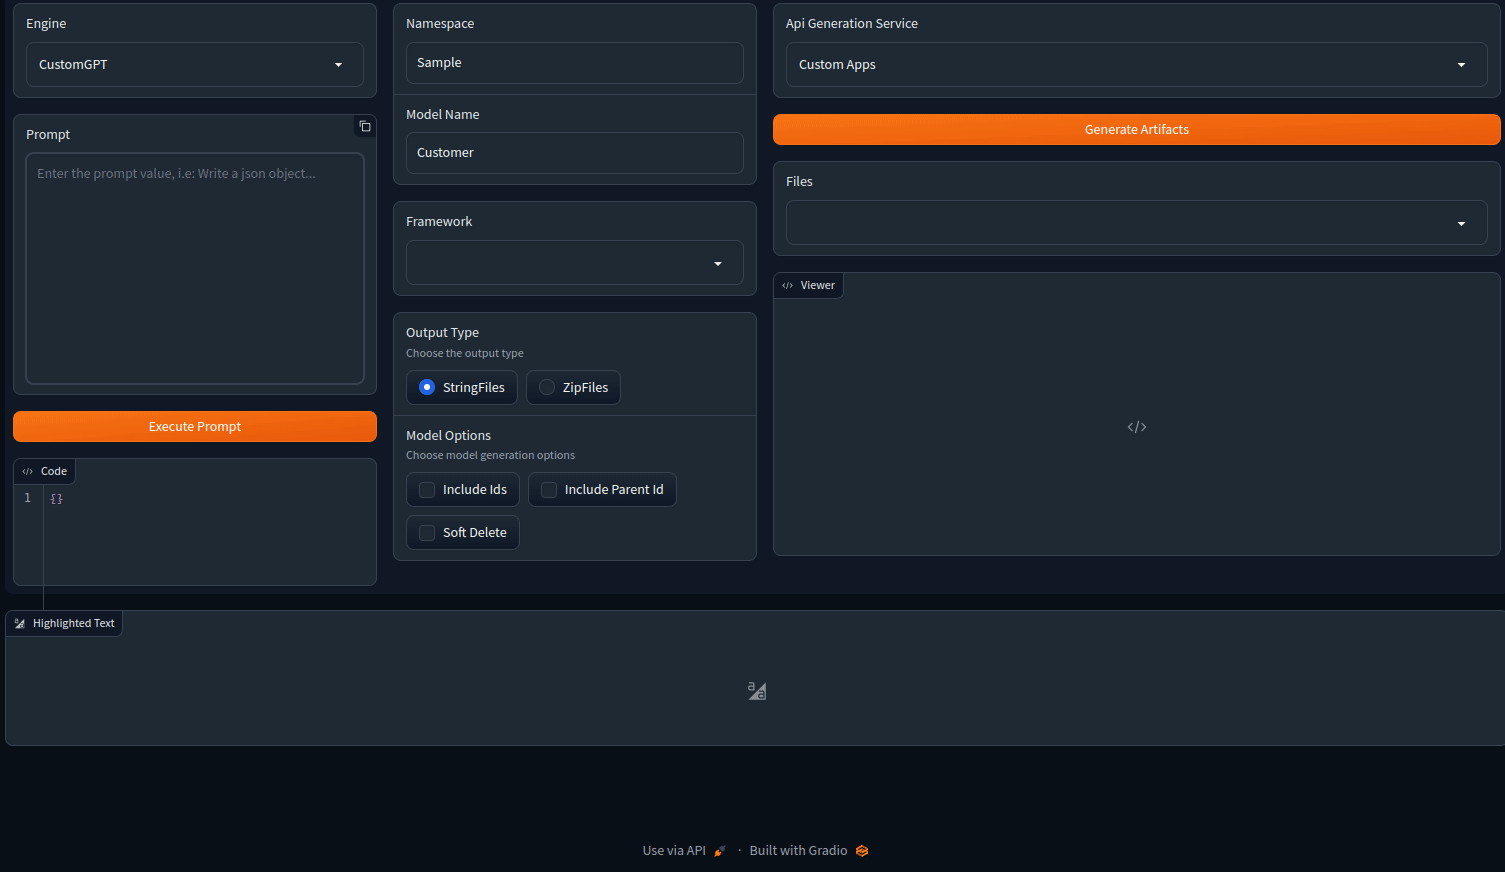 Engine
CustomGPT
Prompt
Enter the prompt value, i.e: Write a json object...
Execute Prompt
</> Code
1 {}
Namespace
Sample
Model Name
Customer
Framework
Output Type
Choose the output type
StringFiles ZipFiles
Model Options
Choose model generation options
Include Ids Include Parent Id
Soft Delete
Api Generation Service
Custom Apps
Generate Artifacts
Files
</> Viewer
</>
Highlighted Text
Use via API · Built with Gradio